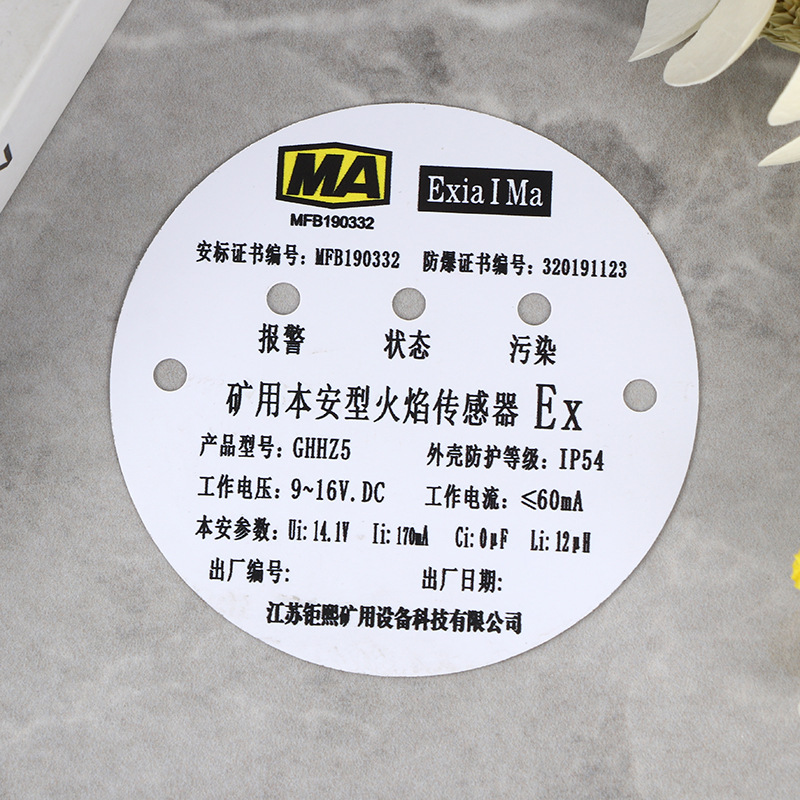 MA
MFB190332
Exia I Ma
安标证书编号: MFB190332 防爆证书编号: 320191123
报警 状态 污染
矿用本安型火焰传感器 Ex
产品型号: GHHZ5 外壳防护等级: IP54
工作电压: 9~16V.DC 工作电流: ≤60mA
本安参数: Ui:14.1V Ii:170mA Ci:0μF Li:12μH
出厂编号: 出厂日期:
江苏钜熙矿用设备科技有限公司